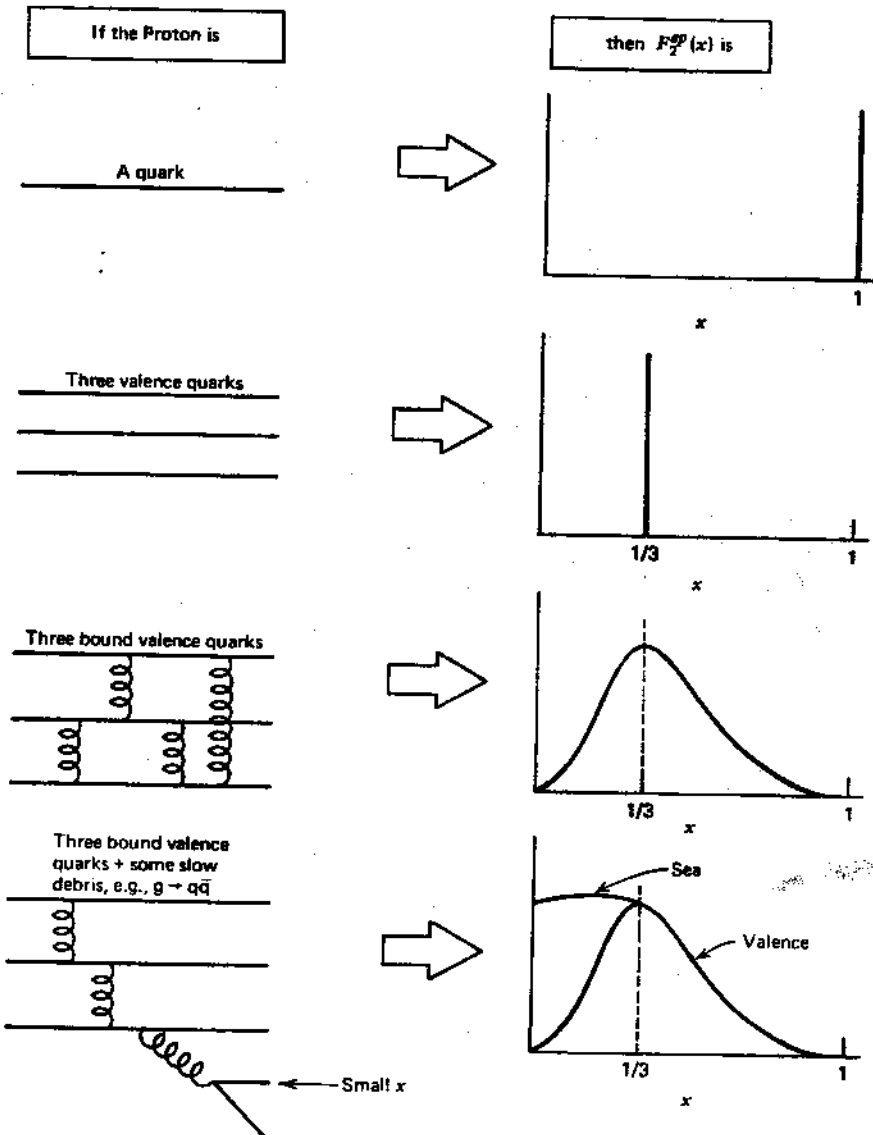 If the Proton is
then F₂ᵉᵖ(x) is
A quark
1
x
Three valence quarks
1/3
1
x
Three bound valence quarks
1/3
1
x
Three bound valence
quarks + some slow
debris, e.g., g → qq̄
Sea
Valence
Small x
1/3
1
x